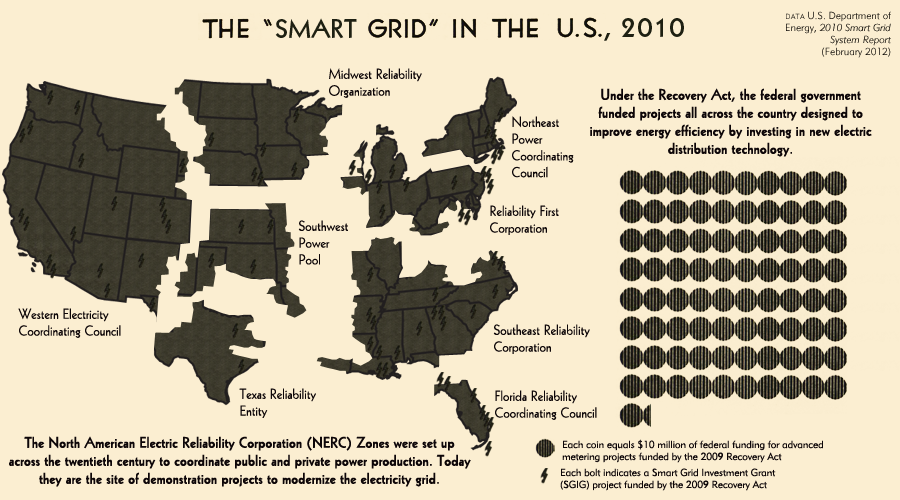 THE "SMART GRID" IN THE U.S., 2010
DATA U.S. Department of
Energy, 2010 Smart Grid
System Report
(February 2012)
Midwest Reliability
Organization
Northeast
Power
Coordinating
Council
Reliability First
Corporation
Southwest
Power
Pool
Western Electricity
Coordinating Council
Southeast Reliability
Corporation
Texas Reliability
Entity
Florida Reliability
Coordinating Council
Under the Recovery Act, the federal government
funded projects all across the country designed to
improve energy efficiency by investing in new electric
distribution technology.
The North American Electric Reliability Corporation (NERC) Zones were set up
across the twentieth century to coordinate public and private power production. Today
they are the site of demonstration projects to modernize the electricity grid.
Each coin equals $10 million of federal funding for advanced
metering projects funded by the 2009 Recovery Act
Each bolt indicates a Smart Grid Investment Grant
(SGIG) project funded by the 2009 Recovery Act